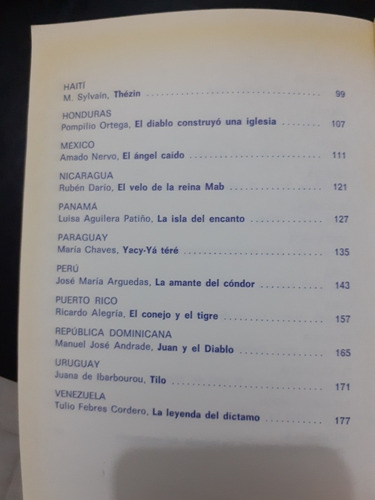 HAITÍ
M. Sylvain, Thézin 99
HONDURAS
Pompilio Ortega, El diablo construyó una iglesia 107
MÉXICO
Amado Nervo, El ángel caído 111
NICARAGUA
Rubén Darío, El velo de la reina Mab 121
PANAMÁ
Luisa Aguilera Patiño, La isla del encanto 127
PARAGUAY
María Chaves, Yacy-Yá téré 135
PERÚ
José María Arguedas, La amante del cóndor 143
PUERTO RICO
Ricardo Alegría, El conejo y el tigre 157
REPÚBLICA DOMINICANA
Manuel José Andrade, Juan y el Diablo 165
URUGUAY
Juana de Ibarbourou, Tilo 171
VENEZUELA
Tulio Febres Cordero, La leyenda del dictamo 177